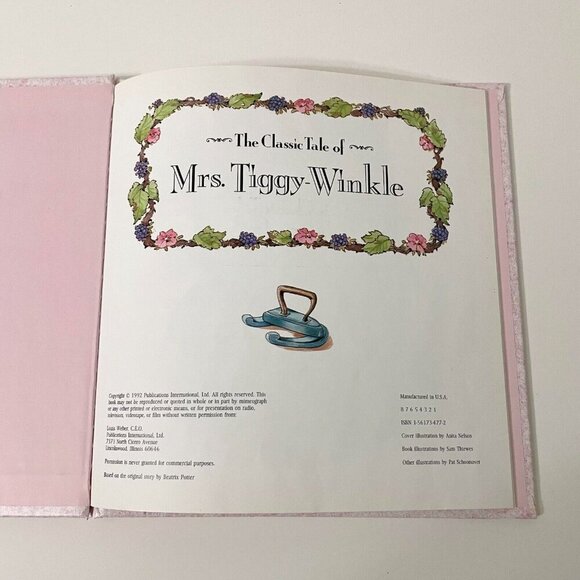 The Classic Tale of
Mrs. Tiggy-Winkle
Copyright © 1992 Publications International, Ltd. All rights reserved. This
book may not be reproduced or quoted in whole or in part by mimeograph
or any other printed or electronic means, or for presentation on radio,
television, videotape, or film without written permission from:
Louis Weber, C.E.O.
Publications International, Ltd.
7373 North Cicero Avenue
Lincolnwood, Illinois 60646
Permission is never granted for commercial purposes.
Based on the original story by Beatrix Potter
Manufactured in U.S.A.
8 7 6 5 4 3 2 1
ISBN 1-56173-477-2
Cover illustration by Anita Nelson
Book illustrations by Sam Thiewes
Other illustrations by Pat Schoonover